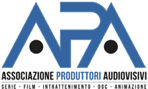 APA
ASSOCIAZIONE PRODUTTORI AUDIOVISIVI
SERIE - FILM - INTRATTENIMENTO - DOC - ANIMAZIONE